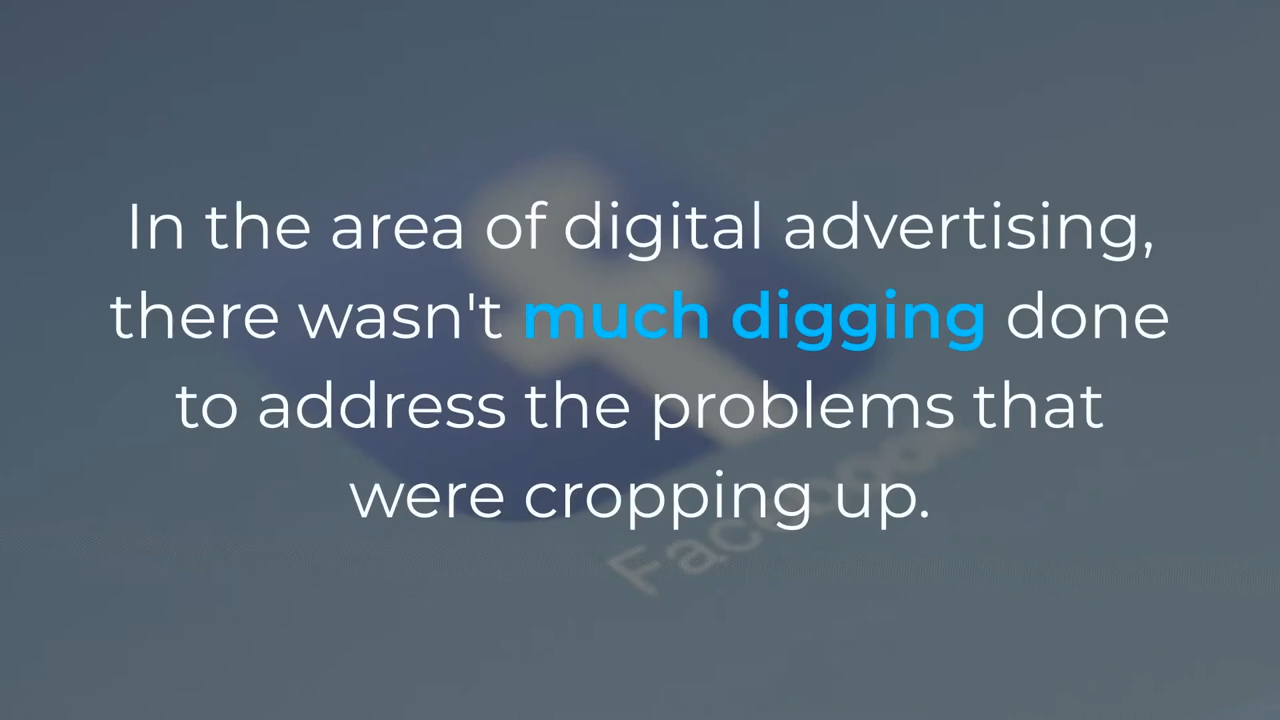 In the area of digital advertising,
there wasn't much digging done
to address the problems that
were cropping up.
Facebook